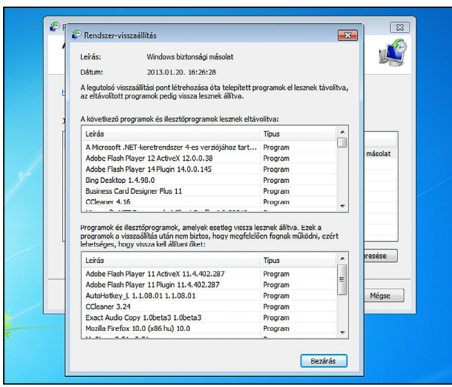 Rendszer-visszaállítás
Leírás: Windows biztonsági másolat
Dátum: 2013.01.20. 16:26:28
A legutolsó visszaállítási pont létrehozása óta telepített programok el lesznek távolítva,
az eltávolított programok pedig vissza lesznek állítva.
A következő programok és illesztőprogramok lesznek eltávolítva:
Leírás Típus
A Microsoft .NET-keretrendszer 4-es verziójához tart... Program
Adobe Flash Player 12 ActiveX 12.0.0.38 Program
Adobe Flash Player 14 Plugin 14.0.0.145 Program
Bing Desktop 1.4.98.0 Program
Business Card Designer Plus 11 Program
CCleaner 4.16 Program
Programok és illesztőprogramok, amelyek esetleg vissza lesznek állítva. Ezek a
programok a visszaállítás után nem biztos, hogy megfelelően fognak működni, ezért
lehetséges, hogy vissza kell állítani őket:
Leírás Típus
Adobe Flash Player 11 ActiveX 11.4.402.287 Program
Adobe Flash Player 11 Plugin 11.4.402.287 Program
AutoHotkey_L 1.1.08.01 1.1.08.01 Program
CCleaner 3.24 Program
Exact Audio Copy 1.0beta3 1.0beta3 Program
Mozilla Firefox 10.0 (x86 hu) 10.0 Program
Bezárás
másolat
resése
Mégse